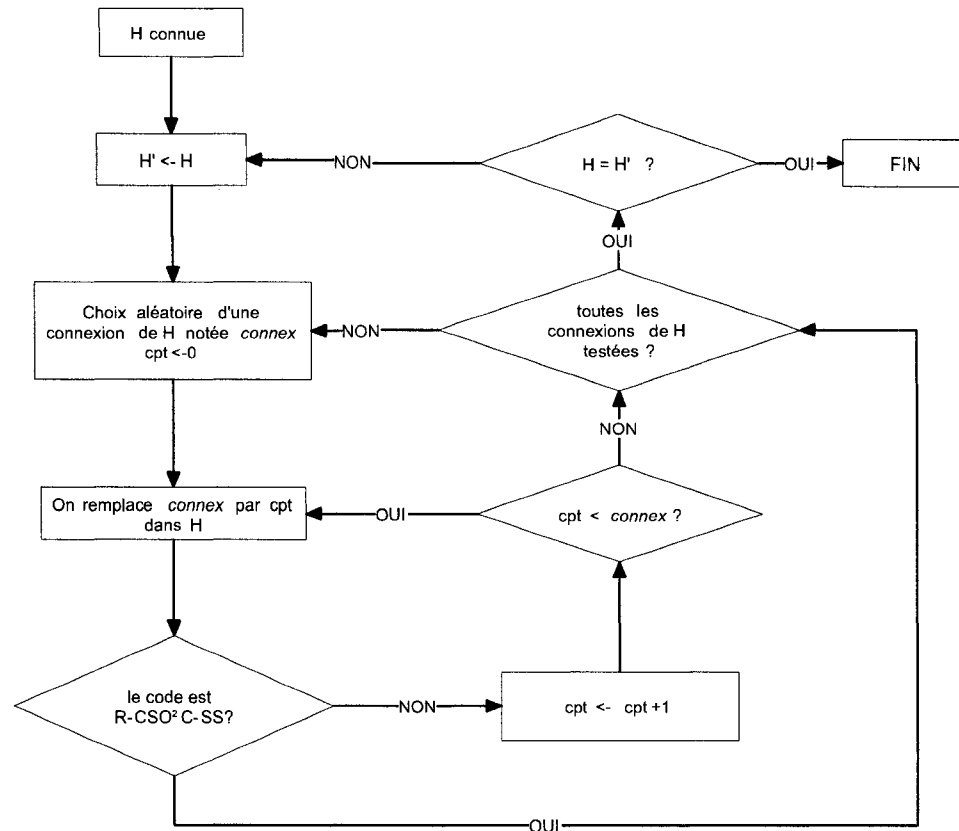 H connue
H' <- H
NON
H = H' ?
OUI
FIN
OUI
Choix aléatoire d'une
connexion de H notée connex
cpt <-0
NON
toutes les
connexions de H
testées ?
NON
On remplace connex par cpt
dans H
OUI
cpt < connex ?
le code est
R-CSO² C-SS?
NON
cpt <- cpt +1
OUI